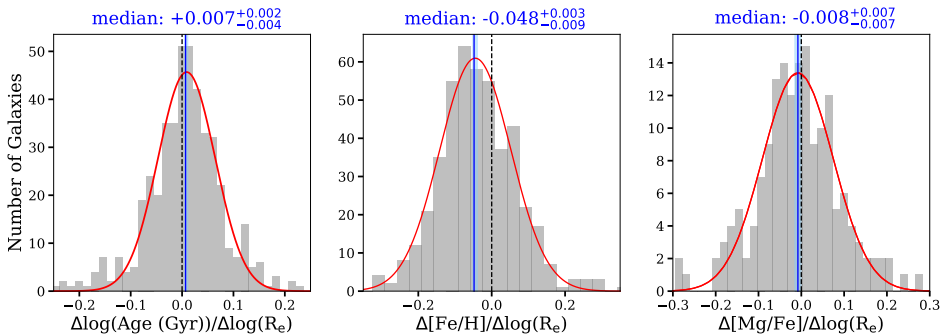 median: +0.007+0.002−0.004
median: -0.048+0.003−0.009
median: -0.008+0.007−0.007
Number of Galaxies
50
40
30
20
10
0
−0.2 −0.1 0.0 0.1 0.2
Δlog(Age (Gyr))/Δlog(Re)
60
50
40
30
20
10
0
−0.2 0.0
Δ[Fe/H]/Δlog(Re)
14
12
10
8
6
4
2
0
−0.3 −0.2 −0.1 0.0 0.1 0.2 0.3
Δ[Mg/Fe]/Δlog(Re)